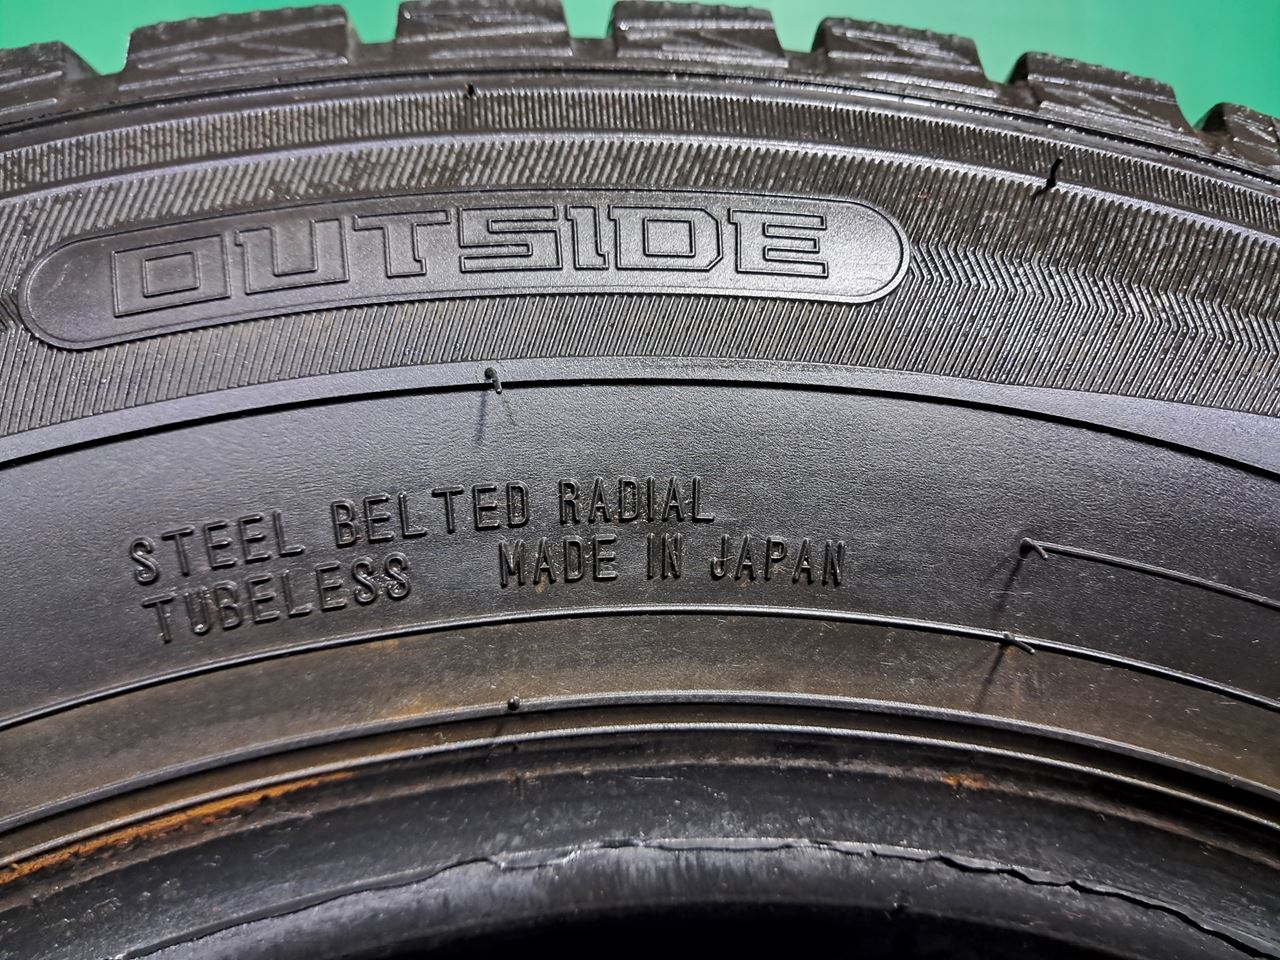 OUTSIDE
STEEL BELTED RADIAL
TUBELESS MADE IN JAPAN